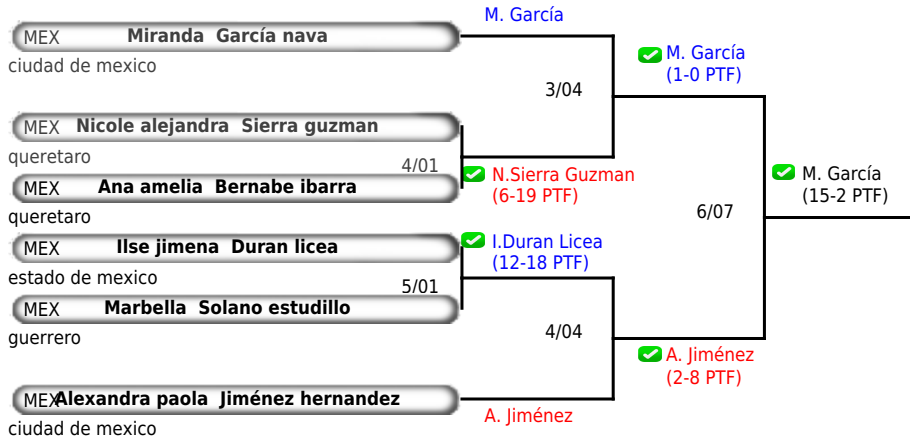 M. García
MEX Miranda García nava
ciudad de mexico
M. García
(1-0 PTF)
3/04
MEX Nicole alejandra Sierra guzman
queretaro
4/01
N.Sierra Guzman
(6-19 PTF)
MEX Ana amelia Bernabe ibarra
queretaro
M. García
(15-2 PTF)
6/07
MEX Ilse jimena Duran licea
estado de mexico
I.Duran Licea
(12-18 PTF)
5/01
MEX Marbella Solano estudillo
guerrero
4/04
A. Jiménez
(2-8 PTF)
MEX Alexandra paola Jiménez hernandez
ciudad de mexico
A. Jiménez